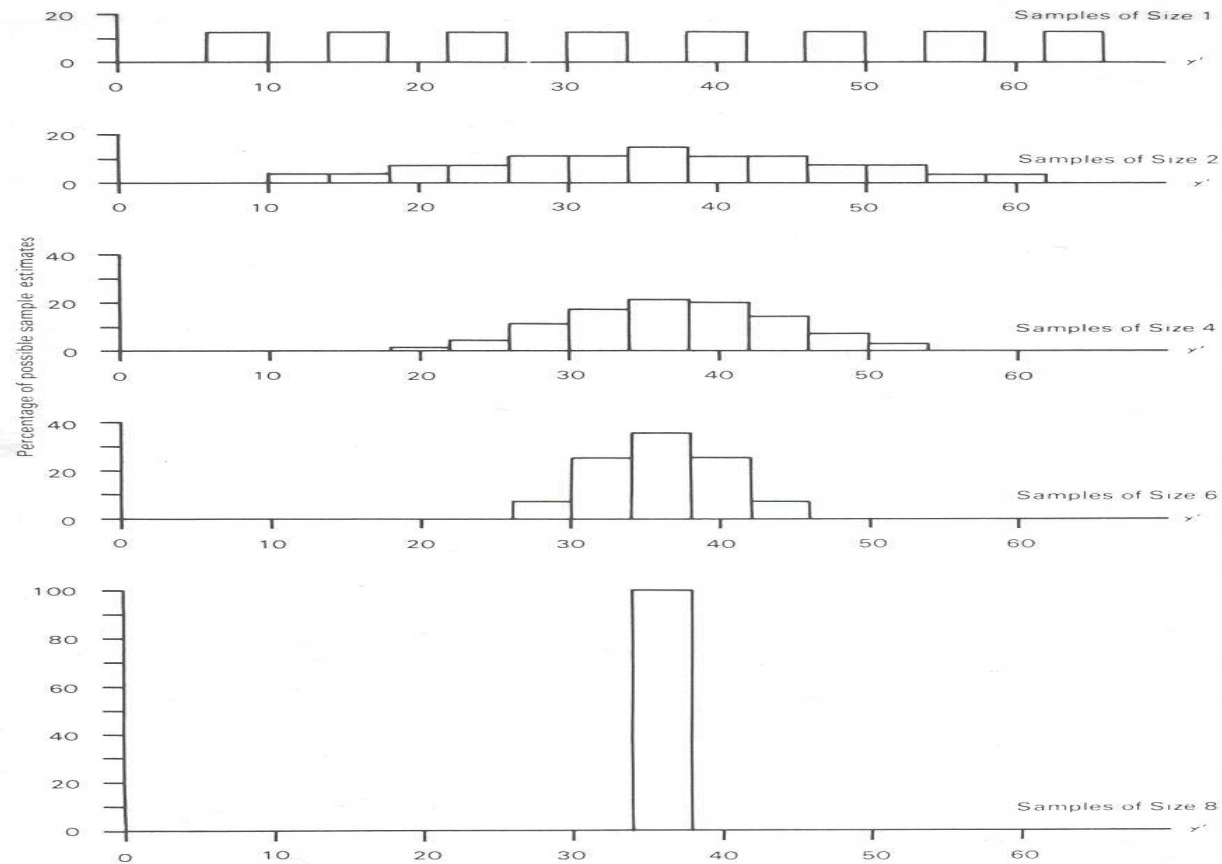 20
Samples of Size 1
0
y'
0 10 20 30 40 50 60
20
Samples of Size 2
0
y'
0 10 20 30 40 50 60
Percentage of possible sample estimates
40
20
Samples of Size 4
0
y'
0 10 20 30 40 50 60
40
20
Samples of Size 6
0
y'
0 10 20 30 40 50 60
100
80
60
40
20
Samples of Size 8
0
y'
0 10 20 30 40 50 60